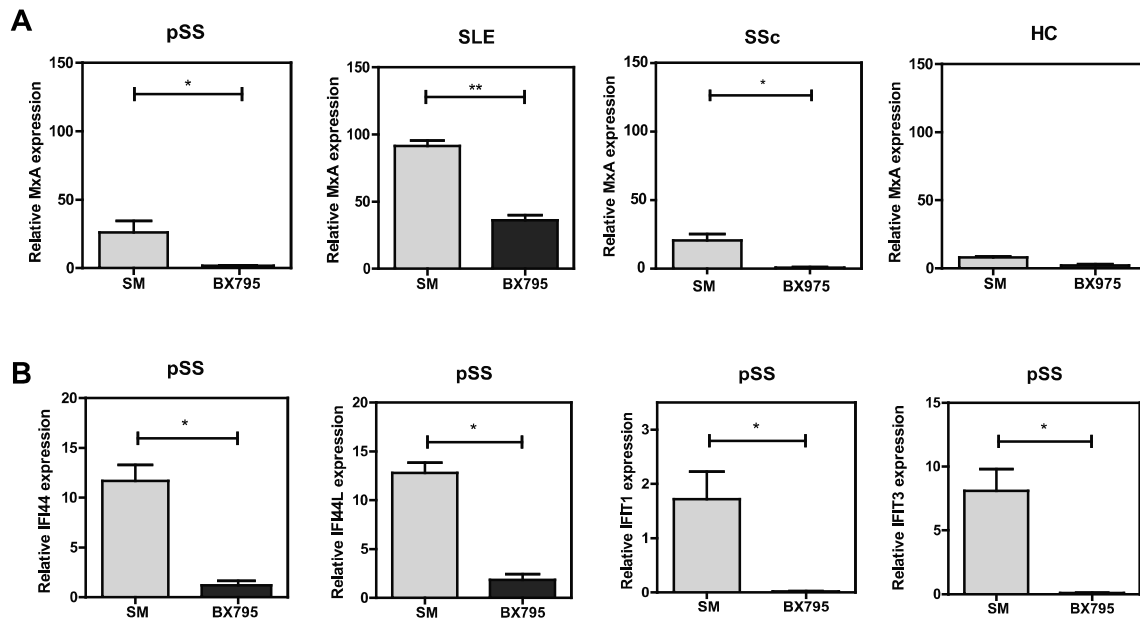 A
pSS
SLE
SSc
HC
Relative MxA expression
150
100
50
0
*
SM
BX795
Relative MxA expression
150
100
50
0
**
SM
BX795
Relative MxA expression
150
100
50
0
*
SM
BX975
Relative MxA expression
150
100
50
0
SM
BX975
B
pSS
pSS
pSS
pSS
Relative IFI44 expression
20
15
10
5
0
*
SM
BX795
Relative IFI44L expression
20
15
10
5
0
*
SM
BX795
Relative IFIT1 expression
3
2
1
0
*
SM
BX795
Relative IFIT3 expression
15
10
5
0
*
SM
BX795